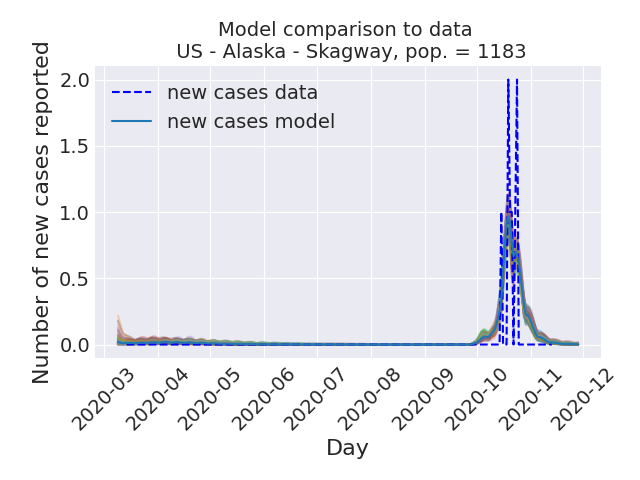 Model comparison to data
US - Alaska - Skagway, pop. = 1183
Number of new cases reported
2.0
1.5
1.0
0.5
0.0
new cases data
new cases model
2020-03
2020-04
2020-05
2020-06
2020-07
2020-08
2020-09
2020-10
2020-11
2020-12
Day